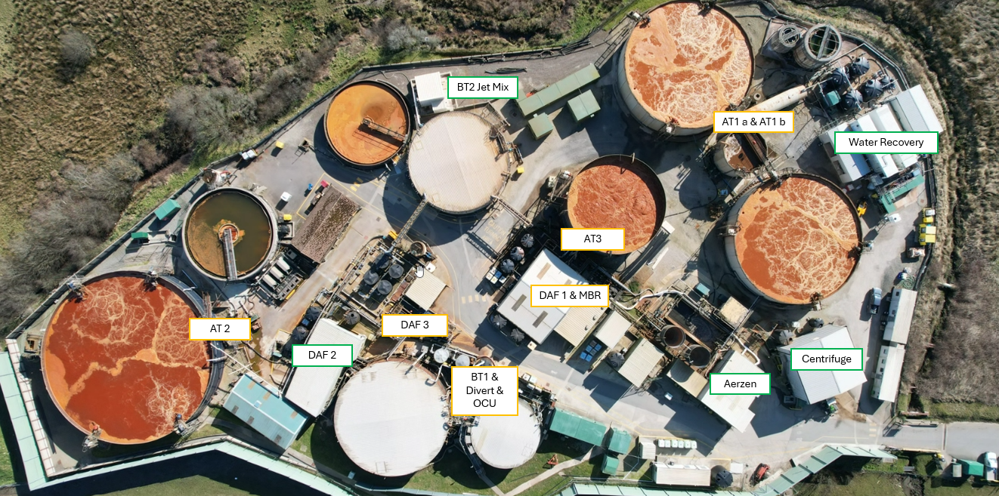 BT2 Jet Mix
AT1 a & AT1 b
Water Recovery
AT3
DAF 1 & MBR
AT 2
DAF 3
DAF 2
Centrifuge
BT1 &
Divert &
OCU
Aerzen